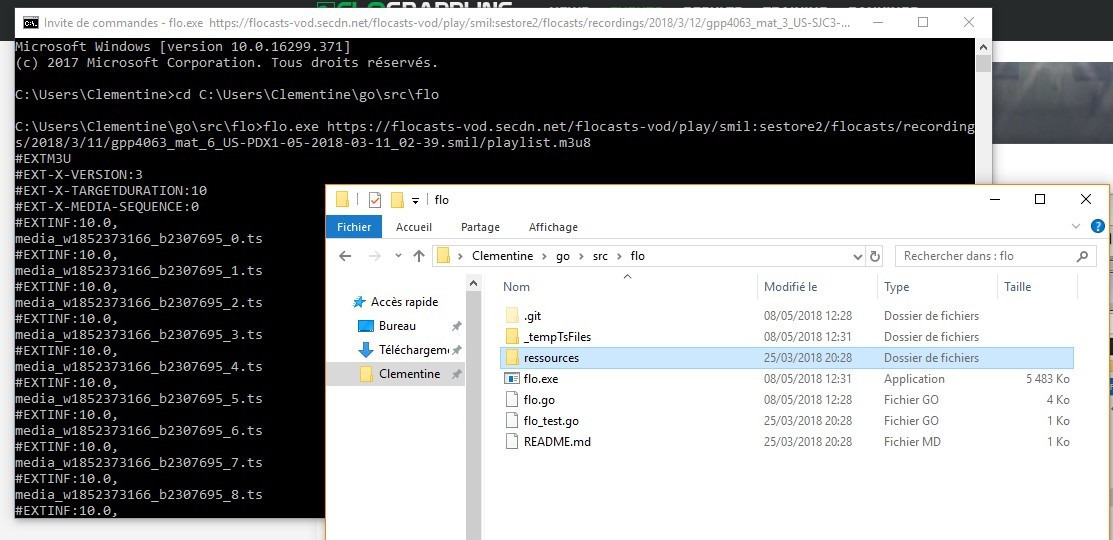 FLOGRAPPLING
Invite de commandes - flo.exe https://flocasts-vod.secdn.net/flocasts-vod/play/smil:sestore2/flocasts/recordings/2018/3/12/gpp4063_mat_3_US-SJC3-...
Microsoft Windows [version 10.0.16299.371]
(c) 2017 Microsoft Corporation. Tous droits réservés.
C:\Users\Clementine>cd C:\Users\Clementine\go\src\flo
C:\Users\Clementine\go\src\flo>flo.exe https://flocasts-vod.secdn.net/flocasts-vod/play/smil:sestore2/flocasts/recording
s/2018/3/11/gpp4063_mat_6_US-PDX1-05-2018-03-11_02-39.smil/playlist.m3u8
#EXTM3U
#EXT-X-VERSION:3
#EXT-X-TARGETDURATION:10
#EXT-X-MEDIA-SEQUENCE:0
#EXTINF:10.0,
media_w1852373166_b2307695_0.ts
#EXTINF:10.0,
media_w1852373166_b2307695_1.ts
#EXTINF:10.0,
media_w1852373166_b2307695_2.ts
#EXTINF:10.0,
media_w1852373166_b2307695_3.ts
#EXTINF:10.0,
media_w1852373166_b2307695_4.ts
#EXTINF:10.0,
media_w1852373166_b2307695_5.ts
#EXTINF:10.0,
media_w1852373166_b2307695_6.ts
#EXTINF:10.0,
media_w1852373166_b2307695_7.ts
#EXTINF:10.0,
media_w1852373166_b2307695_8.ts
#EXTINF:10.0,
flo
Fichier Accueil Partage Affichage
Clementine > go > src > flo
Rechercher dans : flo
Accès rapide
Bureau
Téléchargem
Clementine
Nom Modifié le Type Taille
.git 08/05/2018 12:28 Dossier de fichiers
_tempTsFiles 08/05/2018 12:31 Dossier de fichiers
ressources 25/03/2018 20:28 Dossier de fichiers
flo.exe 08/05/2018 12:31 Application 5 483 Ko
flo.go 08/05/2018 12:28 Fichier GO 4 Ko
flo_test.go 25/03/2018 20:28 Fichier GO 1 Ko
README.md 25/03/2018 20:28 Fichier MD 1 Ko